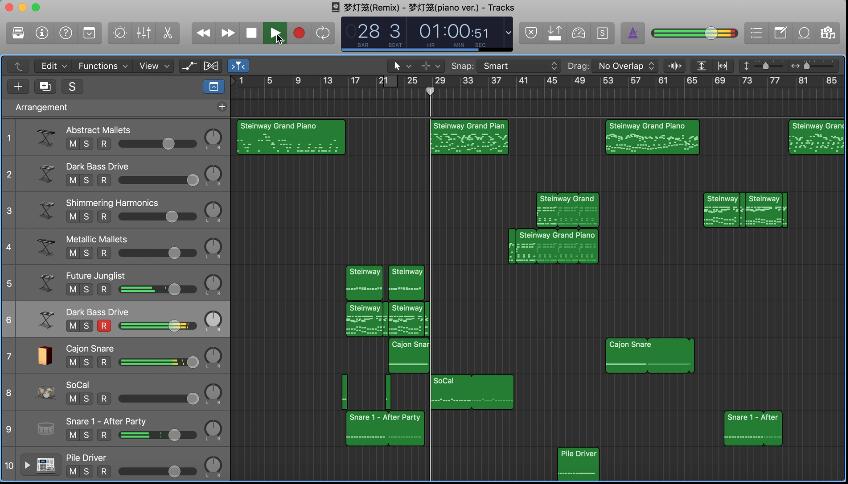 梦灯笼(Remix) - 梦灯笼(piano ver.) - Tracks
28 3 01:00:51
BAR BEAT HR MIN SEC
Edit Functions View Snap: Smart Drag: No Overlap
S
1 5 9 13 17 21 25 29 33 37 41 45 49 53 57 61 65 69 73 77 81 85
Arrangement
1 Abstract Mallets
M S R
L R
Steinway Grand Piano
Steinway Grand Pian
Steinway Grand Piano
Steinway Grand
2 Dark Bass Drive
M S R
L R
3 Shimmering Harmonics
M S R
L R
Steinway Grand
Steinway
Steinway
4 Metallic Mallets
M S R
L R
Steinway Grand Piano
5 Future Junglist
M S R
L R
Steinway
Steinway
6 Dark Bass Drive
M S R
L R
Steinway
Steinway
7 Cajon Snare
M S R
L R
Cajon Snar
Cajon Snare
8 SoCal
M S R
L R
SoCal
9 Snare 1 - After Party
M S R
L R
Snare 1 - After Party
Snare 1 - After
10 Pile Driver
M S R
Pile Driver